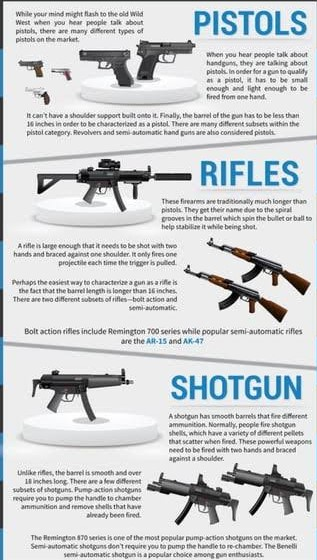 PISTOLS
While your mind might flash to the old Wild
West when you hear people talk about
pistols, there are many different types of
pistols on the market.
When you hear people talk about
handguns, they are talking about
pistols. In order for a gun to qualify
as a pistol, it has to be small
enough and light enough to be
fired from one hand.
It can't have a shoulder support built onto it. Finally, the barrel of the gun has to be less than
16 inches in order to be characterized as a pistol. There are many different subsets within the
pistol category. Revolvers and semi-automatic hand guns are also considered pistols.
RIFLES
These firearms are traditionally much longer than
pistols. They get their name due to the spiral
grooves in the barrel which spin the bullet or ball to
help stabilize it while being shot.
A rifle is large enough that it needs to be shot with two
hands and braced against one shoulder. It only fires one
projectile each time the trigger is pulled.
Perhaps the easiest way to characterize a gun as a rifle is
the fact that the barrel length is longer than 16 inches.
There are two different subsets of rifles—bolt action and
semi-automatic.
Bolt action rifles include Remington 700 series while popular semi-automatic rifles
are the AR-15 and AK-47
SHOTGUN
A shotgun has smooth barrels that fire different
ammunition. Normally, people fire shotgun
shells, which have a variety of different pellets
that scatter when fired. These powerful weapons
need to be fired with two hands and braced
against a shoulder.
Unlike rifles, the barrel is smooth and over
18 inches long. There are a few different
subsets of shotguns. Pump-action shotguns
require you to pump the handle to chamber
ammunition and remove shells that have
already been fired.
The Remington 870 series is one of the most popular pump-action shotguns on the market.
Semi-automatic shotguns don't require you to pump the handle to re-chamber. The Benelli
semi-automatic shotgun is a popular choice among gun enthusiasts.